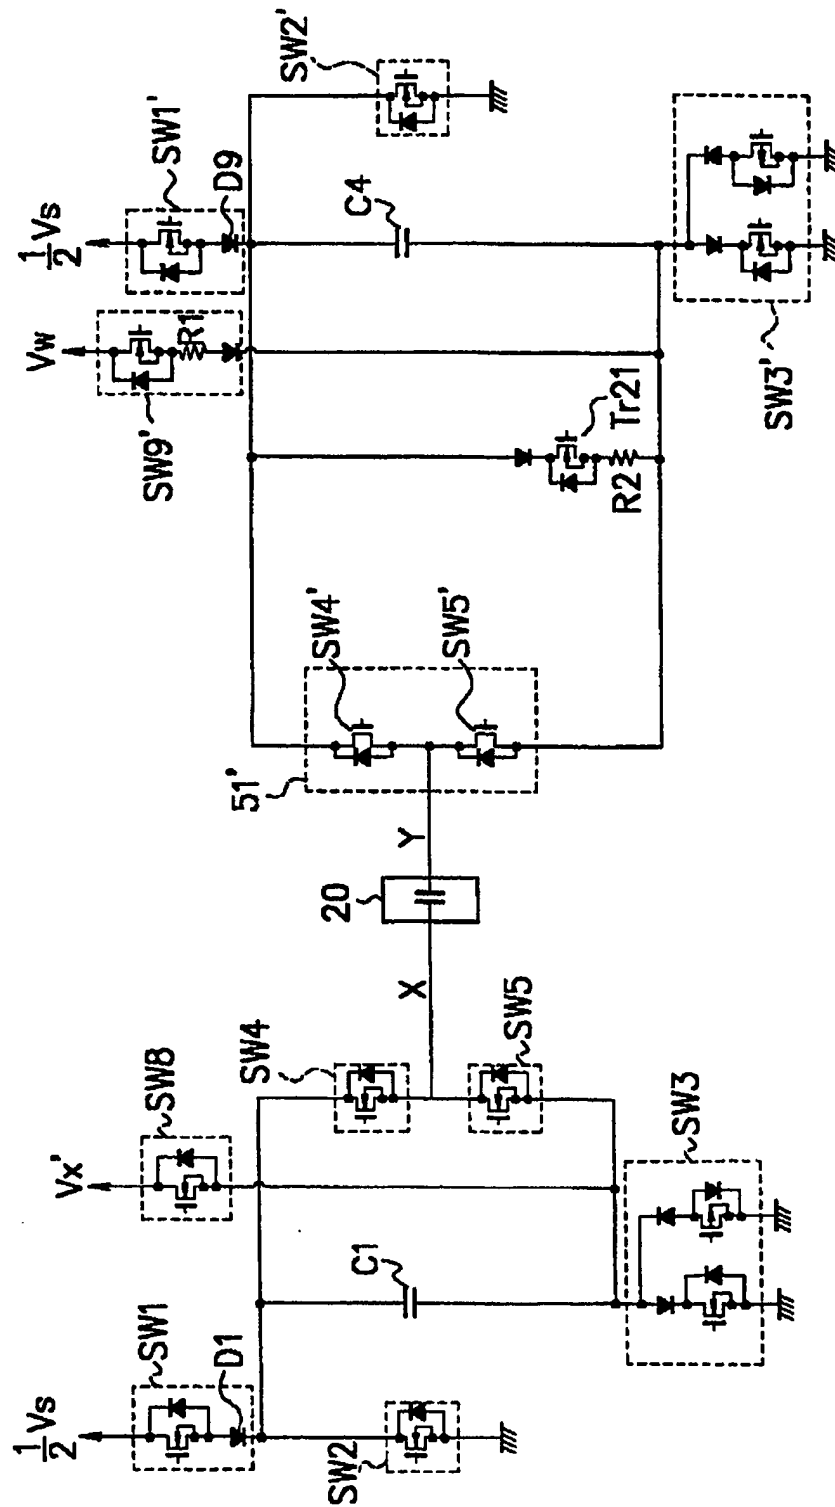 1/2 Vs
SW1
D1
SW2
C1
Vx'
SW8
SW4
SW5
SW3
X
20
Y
51'
SW4'
SW5'
Tr21
R2
Vw
SW9'
R1
1/2 Vs
SW1'
D9
C4
SW2'
SW3'